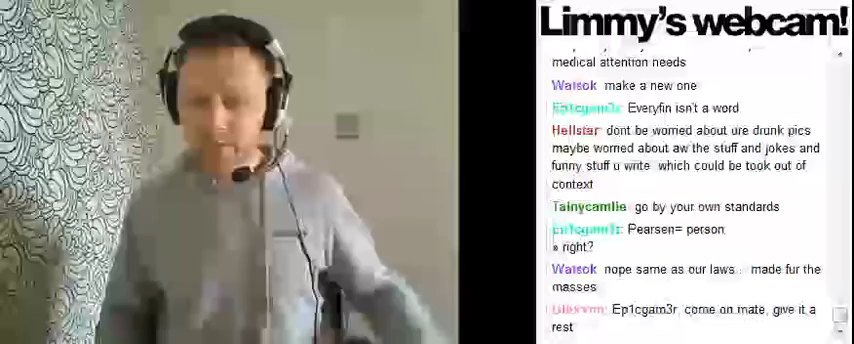 Limmy's webcam!
medical attention needs
Watsok make a new one
Ep1cgam3r: Everyfin isn't a word
Hellstar dont be worried about ure drunk pics
maybe worried about aw the stuff and jokes and
funny stuff u write which could be took out of
context
go by your own standards
Ep1cgam3r: Pearsen= person
» right?
Watsok nope same as our laws made fur the
masses
Ep1cgam3r, come on mate, give it a
rest